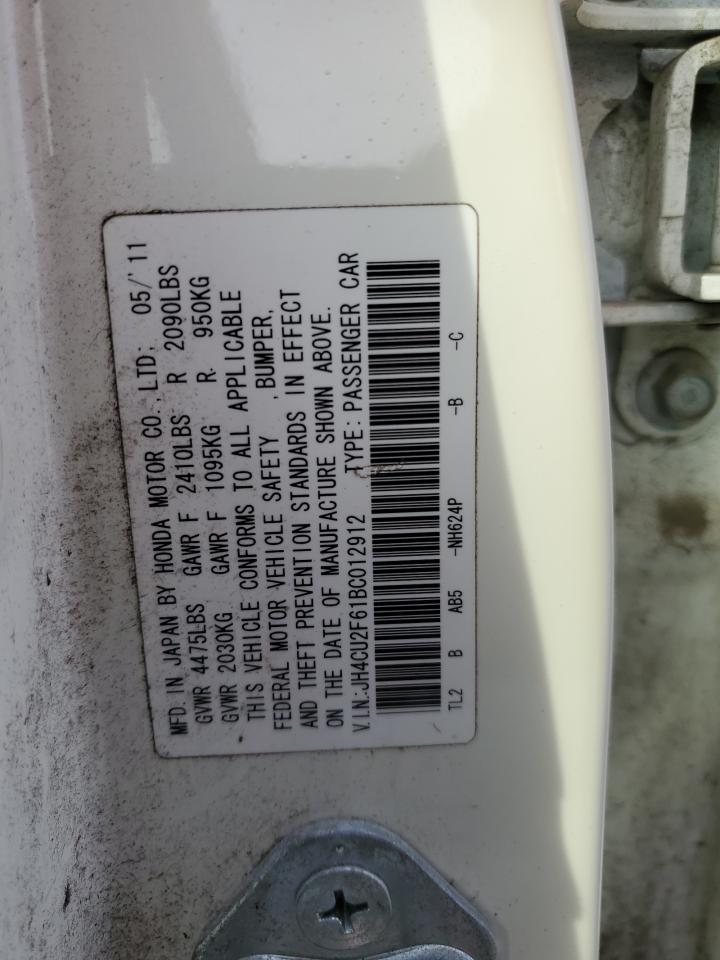 MFD. IN JAPAN BY HONDA MOTOR CO.,LTD; 05/'11
GVWR 4475LBS GAWR F 2410LBS R 2090LBS
GVWR 2030KG GAWR F 1095KG R 950KG
THIS VEHICLE CONFORMS TO ALL APPLICABLE
FEDERAL MOTOR VEHICLE SAFETY ,BUMPER,
AND THEFT PREVENTION STANDARDS IN EFFECT
ON THE DATE OF MANUFACTURE SHOWN ABOVE.
V.I.N.:JH4CU2F61BC012912 TYPE: PASSENGER CAR
TL2 B AB5 -NH624P -B -C